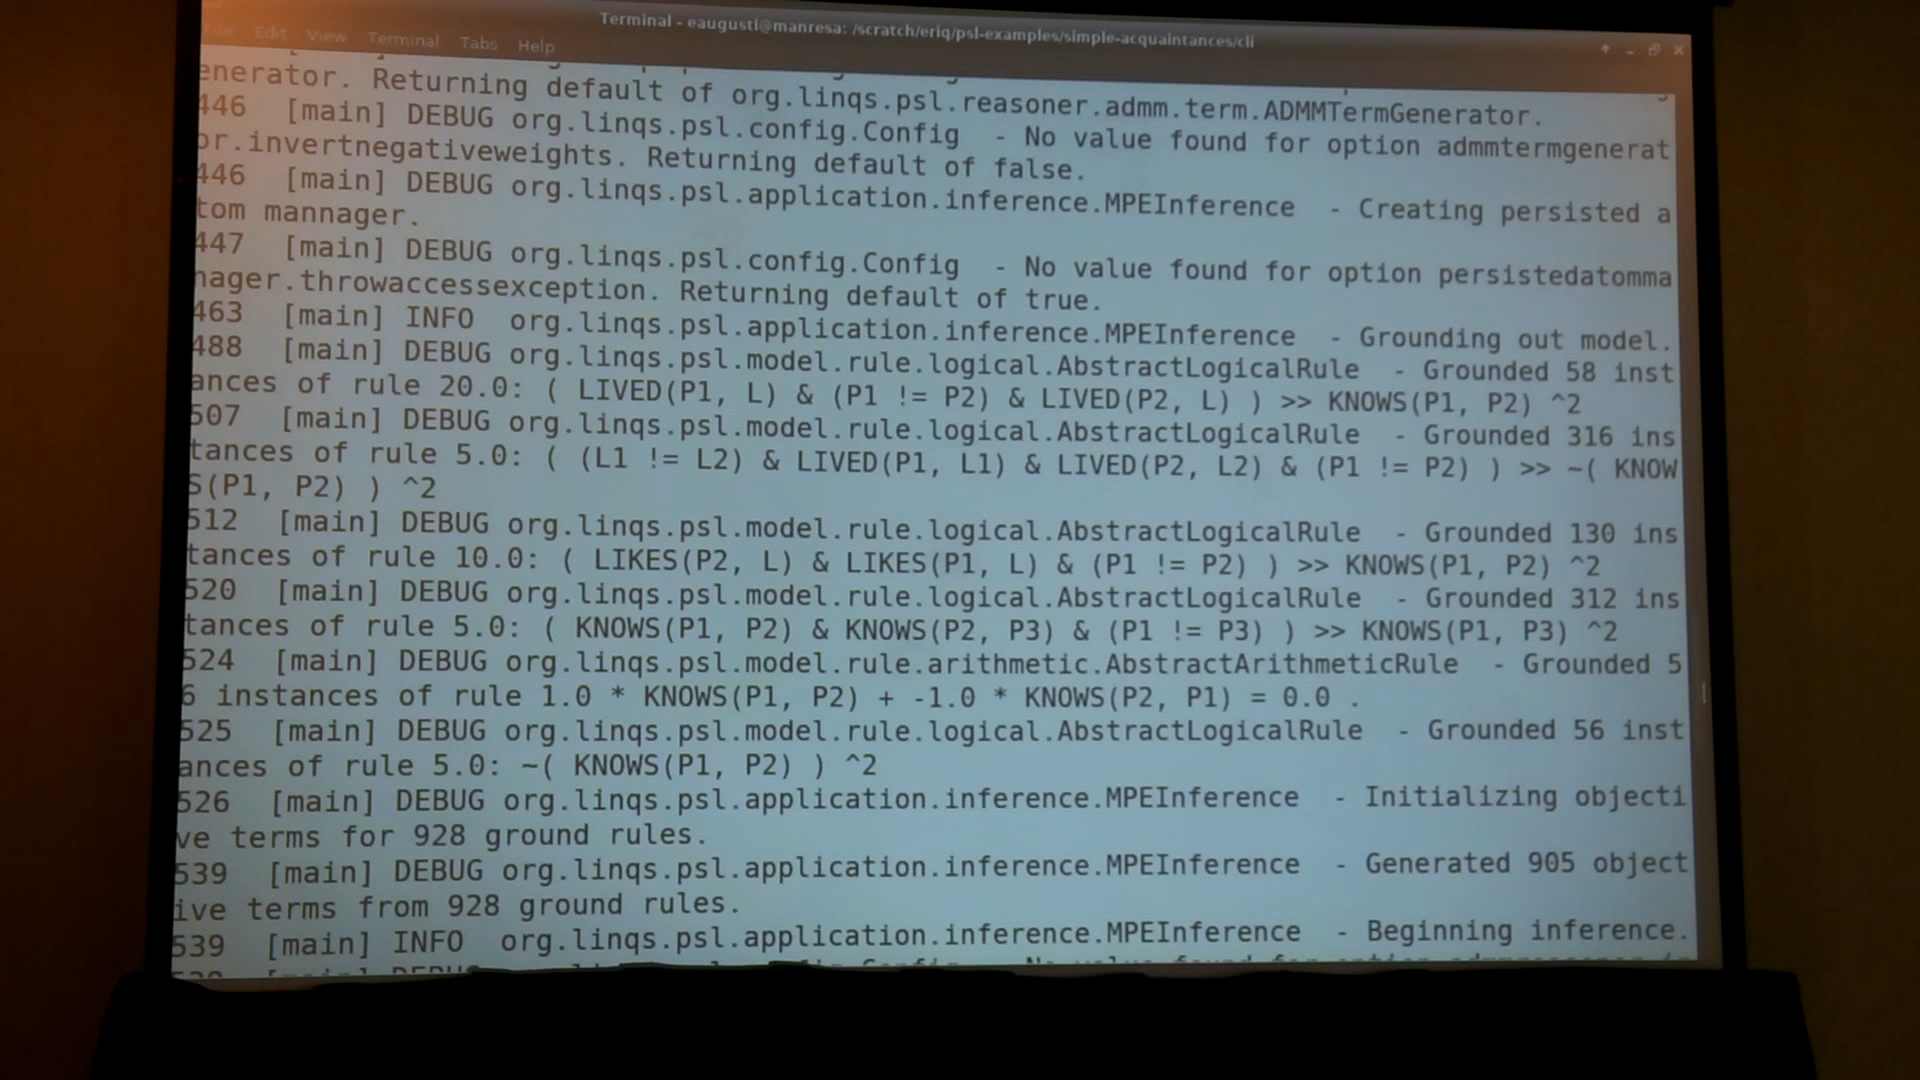 Terminal - eaugusti@manresa: /scratch/eriq/psl-examples/simple-acquaintances/cli
File Edit View Terminal Tabs Help
enerator. Returning default of org.linqs.psl.reasoner.admm.term.ADMMTermGenerator.
446 [main] DEBUG org.linqs.psl.config.Config - No value found for option admmtermgenerat
or.invertnegativeweights. Returning default of false.
446 [main] DEBUG org.linqs.psl.application.inference.MPEInference - Creating persisted a
tom mannager.
447 [main] DEBUG org.linqs.psl.config.Config - No value found for option persistedatomma
nager.throwaccessexception. Returning default of true.
463 [main] INFO org.linqs.psl.application.inference.MPEInference - Grounding out model.
488 [main] DEBUG org.linqs.psl.model.rule.logical.AbstractLogicalRule - Grounded 58 inst
ances of rule 20.0: ( LIVED(P1, L) & (P1 != P2) & LIVED(P2, L) ) >> KNOWS(P1, P2) ^2
507 [main] DEBUG org.linqs.psl.model.rule.logical.AbstractLogicalRule - Grounded 316 ins
tances of rule 5.0: ( (L1 != L2) & LIVED(P1, L1) & LIVED(P2, L2) & (P1 != P2) ) >> ~( KNOW
S(P1, P2) ) ^2
512 [main] DEBUG org.linqs.psl.model.rule.logical.AbstractLogicalRule - Grounded 130 ins
tances of rule 10.0: ( LIKES(P2, L) & LIKES(P1, L) & (P1 != P2) ) >> KNOWS(P1, P2) ^2
520 [main] DEBUG org.linqs.psl.model.rule.logical.AbstractLogicalRule - Grounded 312 ins
tances of rule 5.0: ( KNOWS(P1, P2) & KNOWS(P2, P3) & (P1 != P3) ) >> KNOWS(P1, P3) ^2
524 [main] DEBUG org.linqs.psl.model.rule.arithmetic.AbstractArithmeticRule - Grounded 5
6 instances of rule 1.0 * KNOWS(P1, P2) + -1.0 * KNOWS(P2, P1) = 0.0 .
525 [main] DEBUG org.linqs.psl.model.rule.logical.AbstractLogicalRule - Grounded 56 inst
ances of rule 5.0: ~( KNOWS(P1, P2) ) ^2
526 [main] DEBUG org.linqs.psl.application.inference.MPEInference - Initializing objecti
ve terms for 928 ground rules.
539 [main] DEBUG org.linqs.psl.application.inference.MPEInference - Generated 905 object
ive terms from 928 ground rules.
539 [main] INFO org.linqs.psl.application.inference.MPEInference - Beginning inference.